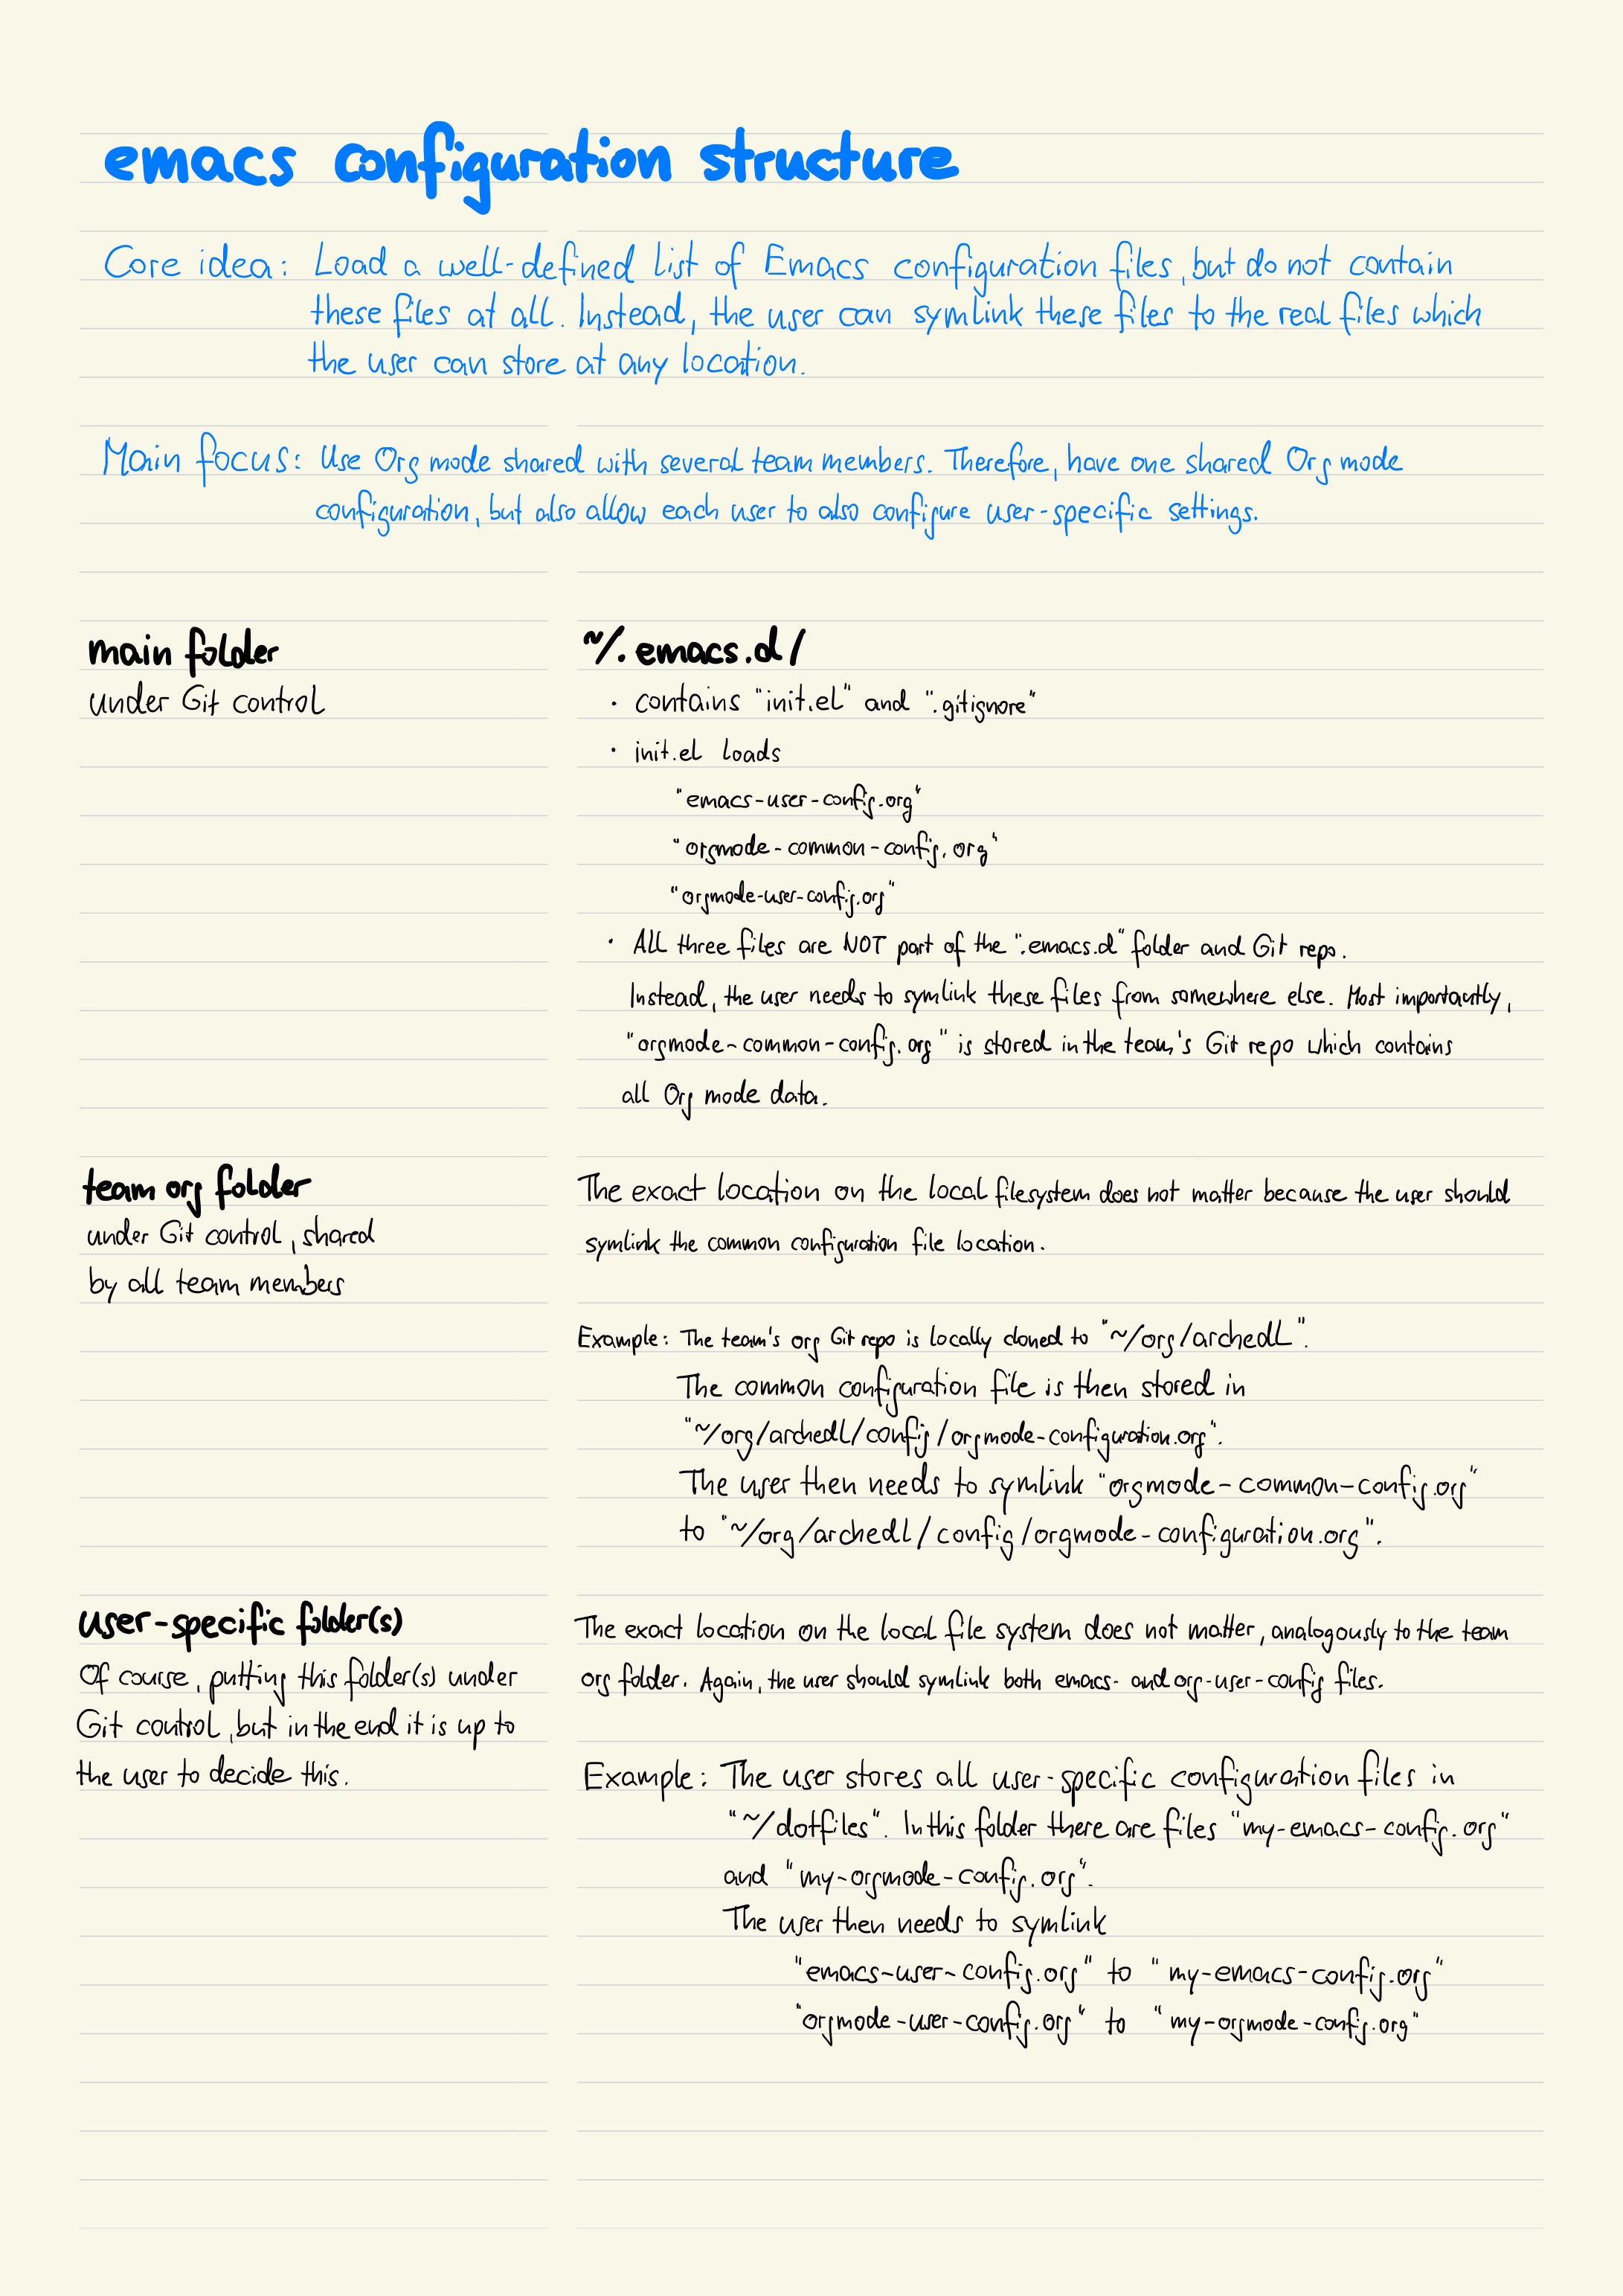 emacs configuration structure
Core idea: Load a well-defined list of Emacs configuration files, but do not contain
these files at all. Instead, the user can symlink these files to the real files which
the user can store at any location.
Main focus: Use Org mode shared with several team members. Therefore, have one shared Org mode
configuration, but also allow each user to also configure user-specific settings.
main folder
under Git control
~/.emacs.d/
· contains "init.el" and ".gitignore"
· init.el loads
"emacs-user-config.org"
"orgmode-common-config.org"
"orgmode-user-config.org"
· All three files are NOT part of the ".emacs.d" folder and Git repo.
Instead, the user needs to symlink these files from somewhere else. Most importantly,
"orgmode-common-config.org" is stored in the team's Git repo which contains
all Org mode data.
team org folder
under Git control, shared
by all team members
The exact location on the local filesystem does not matter because the user should
symlink the common configuration file location.
Example: The team's org Git repo is locally cloned to "~/org/archedl".
The common configuration file is then stored in
"~/org/archedl/config/orgmode-configuration.org".
The user then needs to symlink "orgmode-common-config.org"
to "~/org/archedl/config/orgmode-configuration.org".
user-specific folder(s)
Of course, putting this folder(s) under
Git control, but in the end it is up to
the user to decide this.
The exact location on the local file system does not matter, analogously to the team
org folder. Again, the user should symlink both emacs- and org-user-config files.
Example: The user stores all user-specific configuration files in
"~/dotfiles". In this folder there are files "my-emacs-config.org"
and "my-orgmode-config.org".
The user then needs to symlink
"emacs-user-config.org" to "my-emacs-config.org"
"orgmode-user-config.org" to "my-orgmode-config.org"